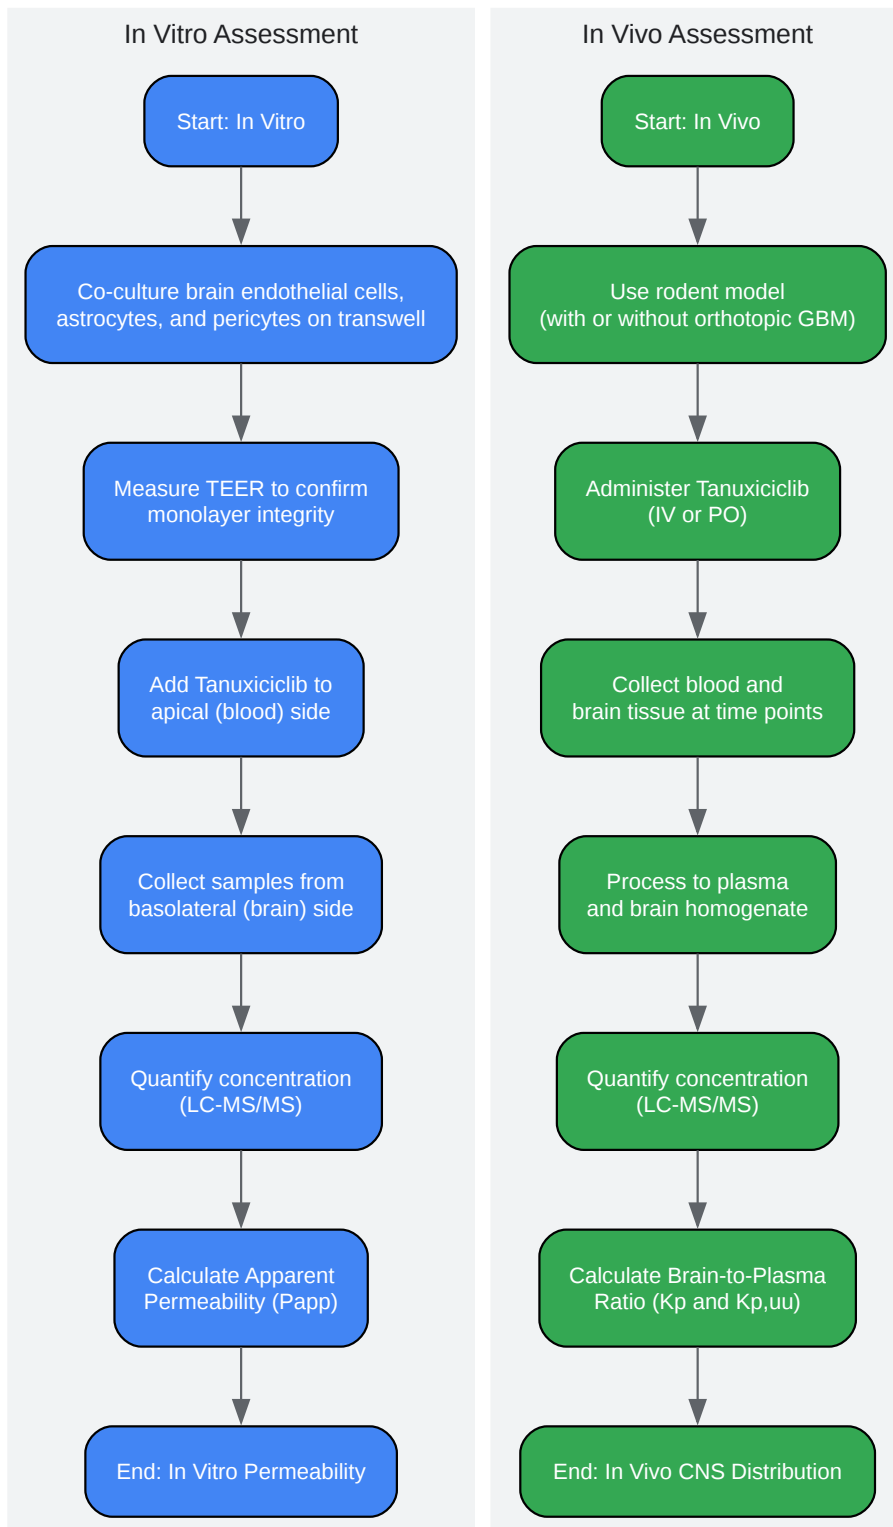 In Vitro Assessment
Start: In Vitro
Co-culture brain endothelial cells,
astrocytes, and pericytes on transwell
Measure TEER to confirm
monolayer integrity
Add Tanuxiciclib to
apical (blood) side
Collect samples from
basolateral (brain) side
Quantify concentration
(LC-MS/MS)
Calculate Apparent
Permeability (Papp)
End: In Vitro Permeability
In Vivo Assessment
Start: In Vivo
Use rodent model
(with or without orthotopic GBM)
Administer Tanuxiciclib
(IV or PO)
Collect blood and
brain tissue at time points
Process to plasma
and brain homogenate
Quantify concentration
(LC-MS/MS)
Calculate Brain-to-Plasma
Ratio (Kp and Kp,uu)
End: In Vivo CNS Distribution